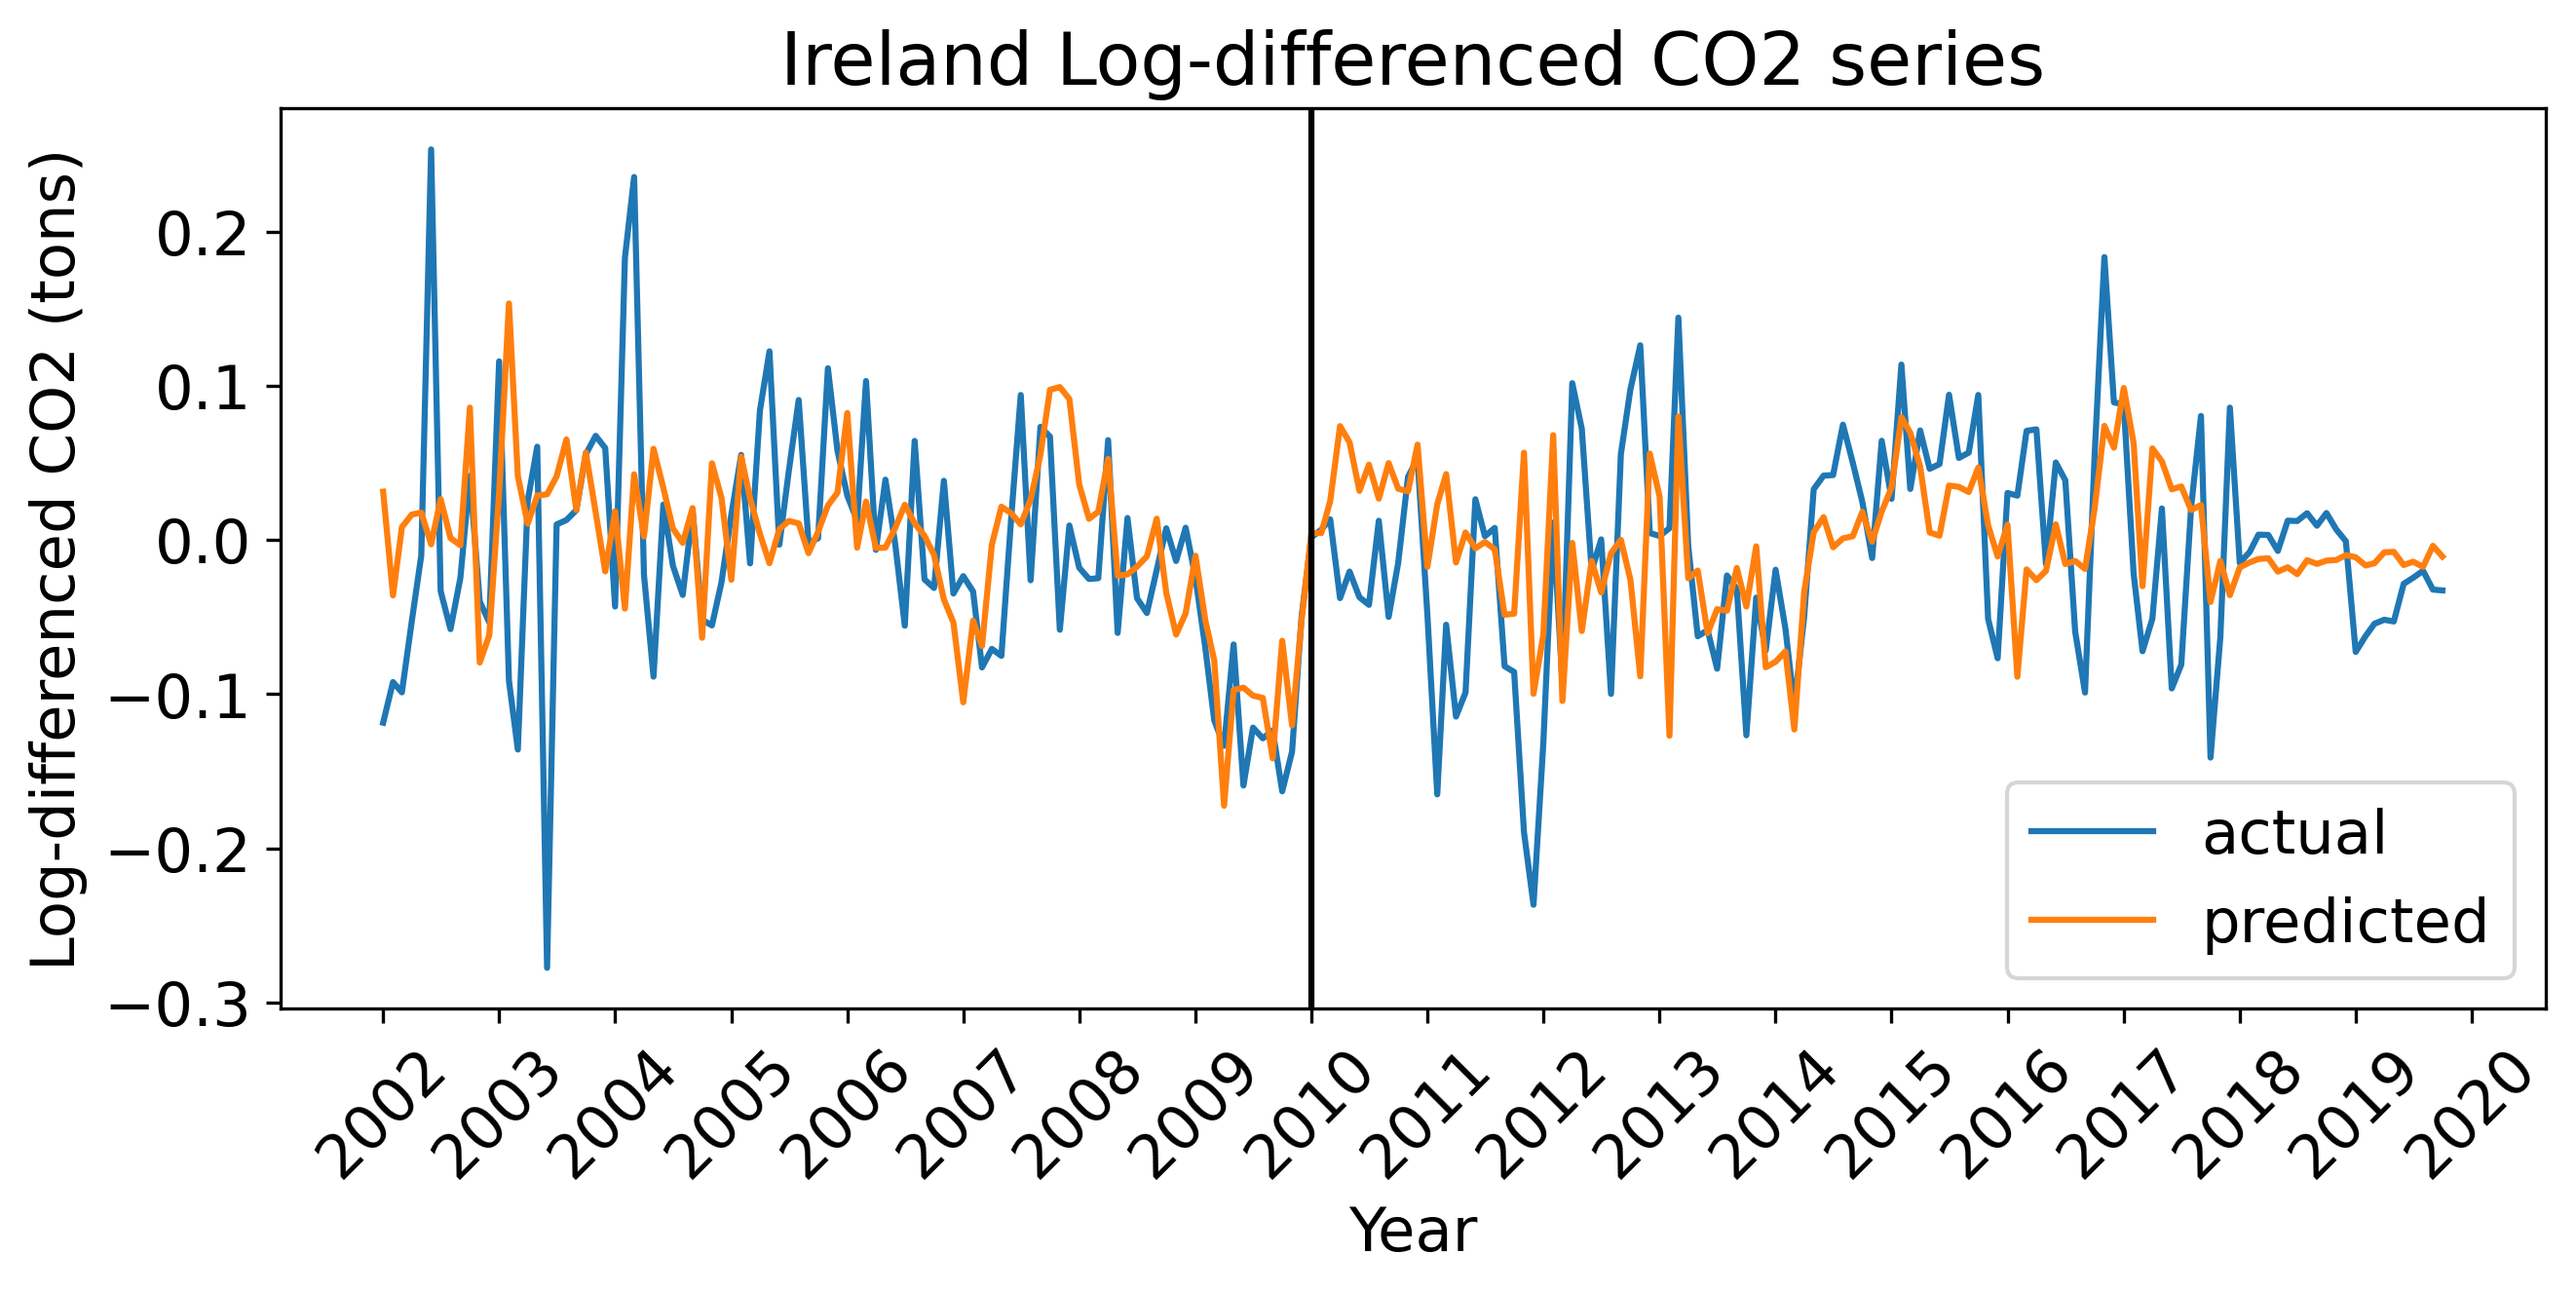 Ireland Log-differenced CO2 series
Log-differenced CO2 (tons)
0.2
0.1
0.0
−0.1
−0.2
−0.3
actual
predicted
2002 2003 2004 2005 2006 2007 2008 2009 2010 2011 2012 2013 2014 2015 2016 2017 2018 2019 2020
Year